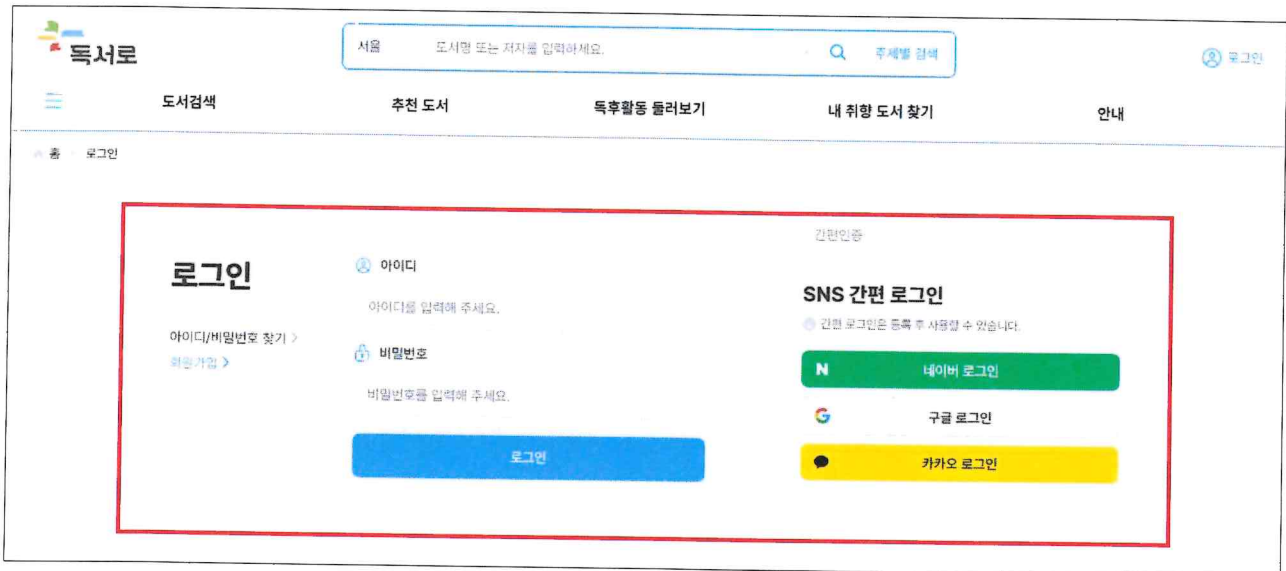 독서로
서울 도서명 또는 저자를 입력하세요. 주제별 검색
로그인
도서검색 추천 도서 독후활동 둘러보기 내 취향 도서 찾기 안내
홈 로그인
간편인증
로그인
아이디
아이디를 입력해 주세요.
아이디/비밀번호 찾기 >
회원가입 >
비밀번호
비밀번호를 입력해 주세요.
로그인
SNS 간편 로그인
간편 로그인은 등록 후 사용할 수 있습니다.
N 네이버 로그인
G 구글 로그인
카카오 로그인